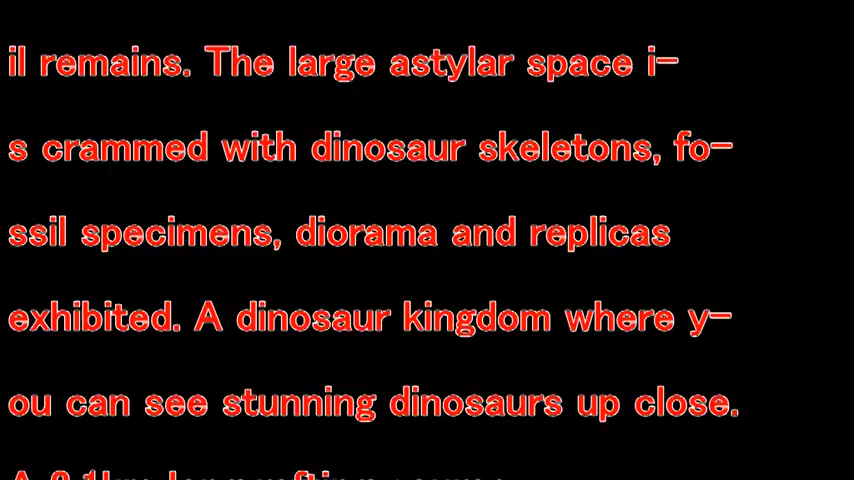 il remains. The large astylar space i-
s crammed with dinosaur skeletons, fo-
ssil specimens, diorama and replicas
exhibited. A dinosaur kingdom where y-
ou can see stunning dinosaurs up close.